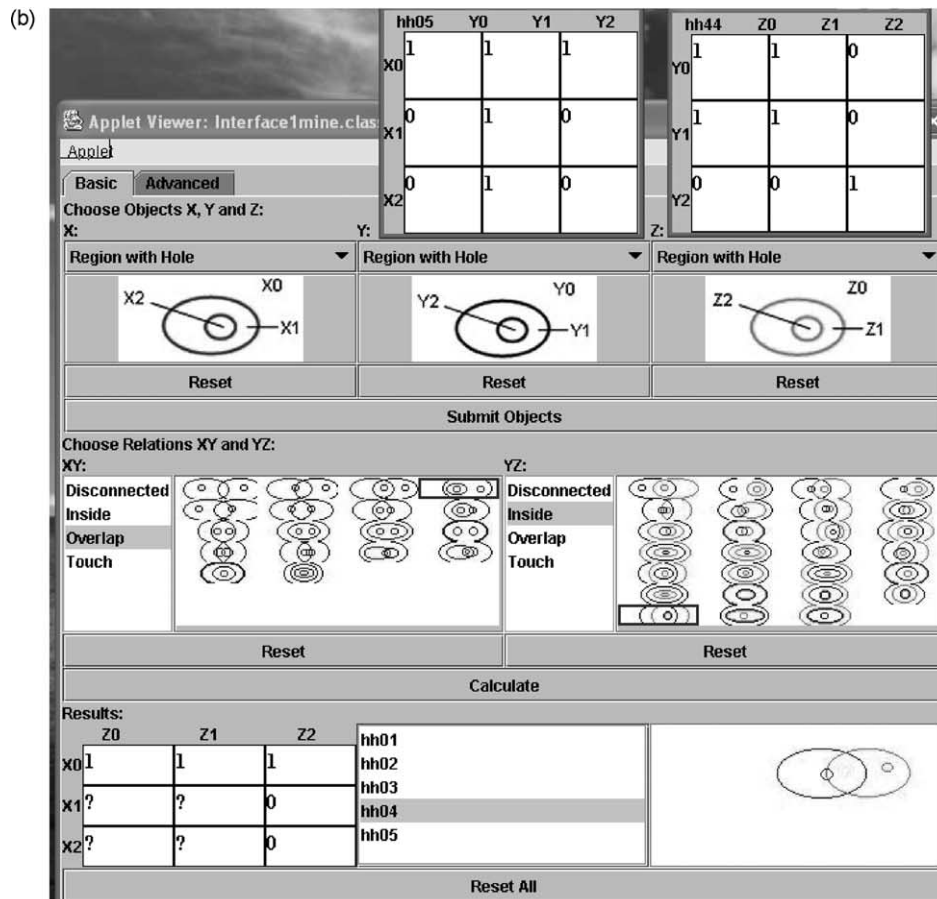 (b)
hh05 Y0 Y1 Y2
X0 1 1 1
X1 0 1 0
X2 0 1 0
hh44 Z0 Z1 Z2
Y0 1 1 0
Y1 1 1 0
Y2 0 0 1
Applet Viewer: Interface1mine.clas
Applet
Basic Advanced
Choose Objects X, Y and Z:
X: Y: Z:
Region with Hole Region with Hole Region with Hole
X2 X0 X1
Y2 Y0 Y1
Z2 Z0 Z1
Reset Reset Reset
Submit Objects
Choose Relations XY and YZ:
XY: YZ:
Disconnected Disconnected
Inside Inside
Overlap Overlap
Touch Touch
Reset Reset
Calculate
Results:
Z0 Z1 Z2
X0 1 1 1
X1 ? ? 0
X2 ? ? 0
hh01
hh02
hh03
hh04
hh05
Reset All